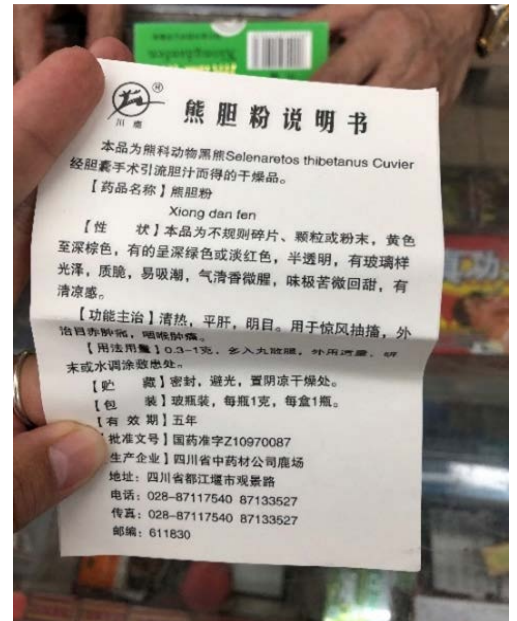 川鹿
熊胆粉说明书
本品为熊科动物黑熊Selenaretos thibetanus Cuvier
经胆囊手术引流胆汁而得的干燥品。
【药品名称】熊胆粉
Xiong dan fen
【性 状】本品为不规则碎片、颗粒或粉末，黄色
至深棕色，有的呈深绿色或淡红色，半透明，有玻璃样
光泽，质脆，易吸潮，气清香微腥，味极苦微回甜，有
清凉感。
【功能主治】清热，平肝，明目。用于惊风抽搐，外
治目赤肿痛，咽喉肿痛。
【用法用量】0.3-1克，多入丸散服，外用适量，研
末或水调涂敷患处。
【贮 藏】密封，避光，置阴凉干燥处。
【包 装】玻瓶装，每瓶1克，每盒1瓶。
【有 效 期】五年
【批准文号】国药准字Z10970087
生产企业】四川省中药材公司鹿场
地址：四川省都江堰市观景路
电话：028-87117540 87133527
传真：028-87117540 87133527
邮编：611830